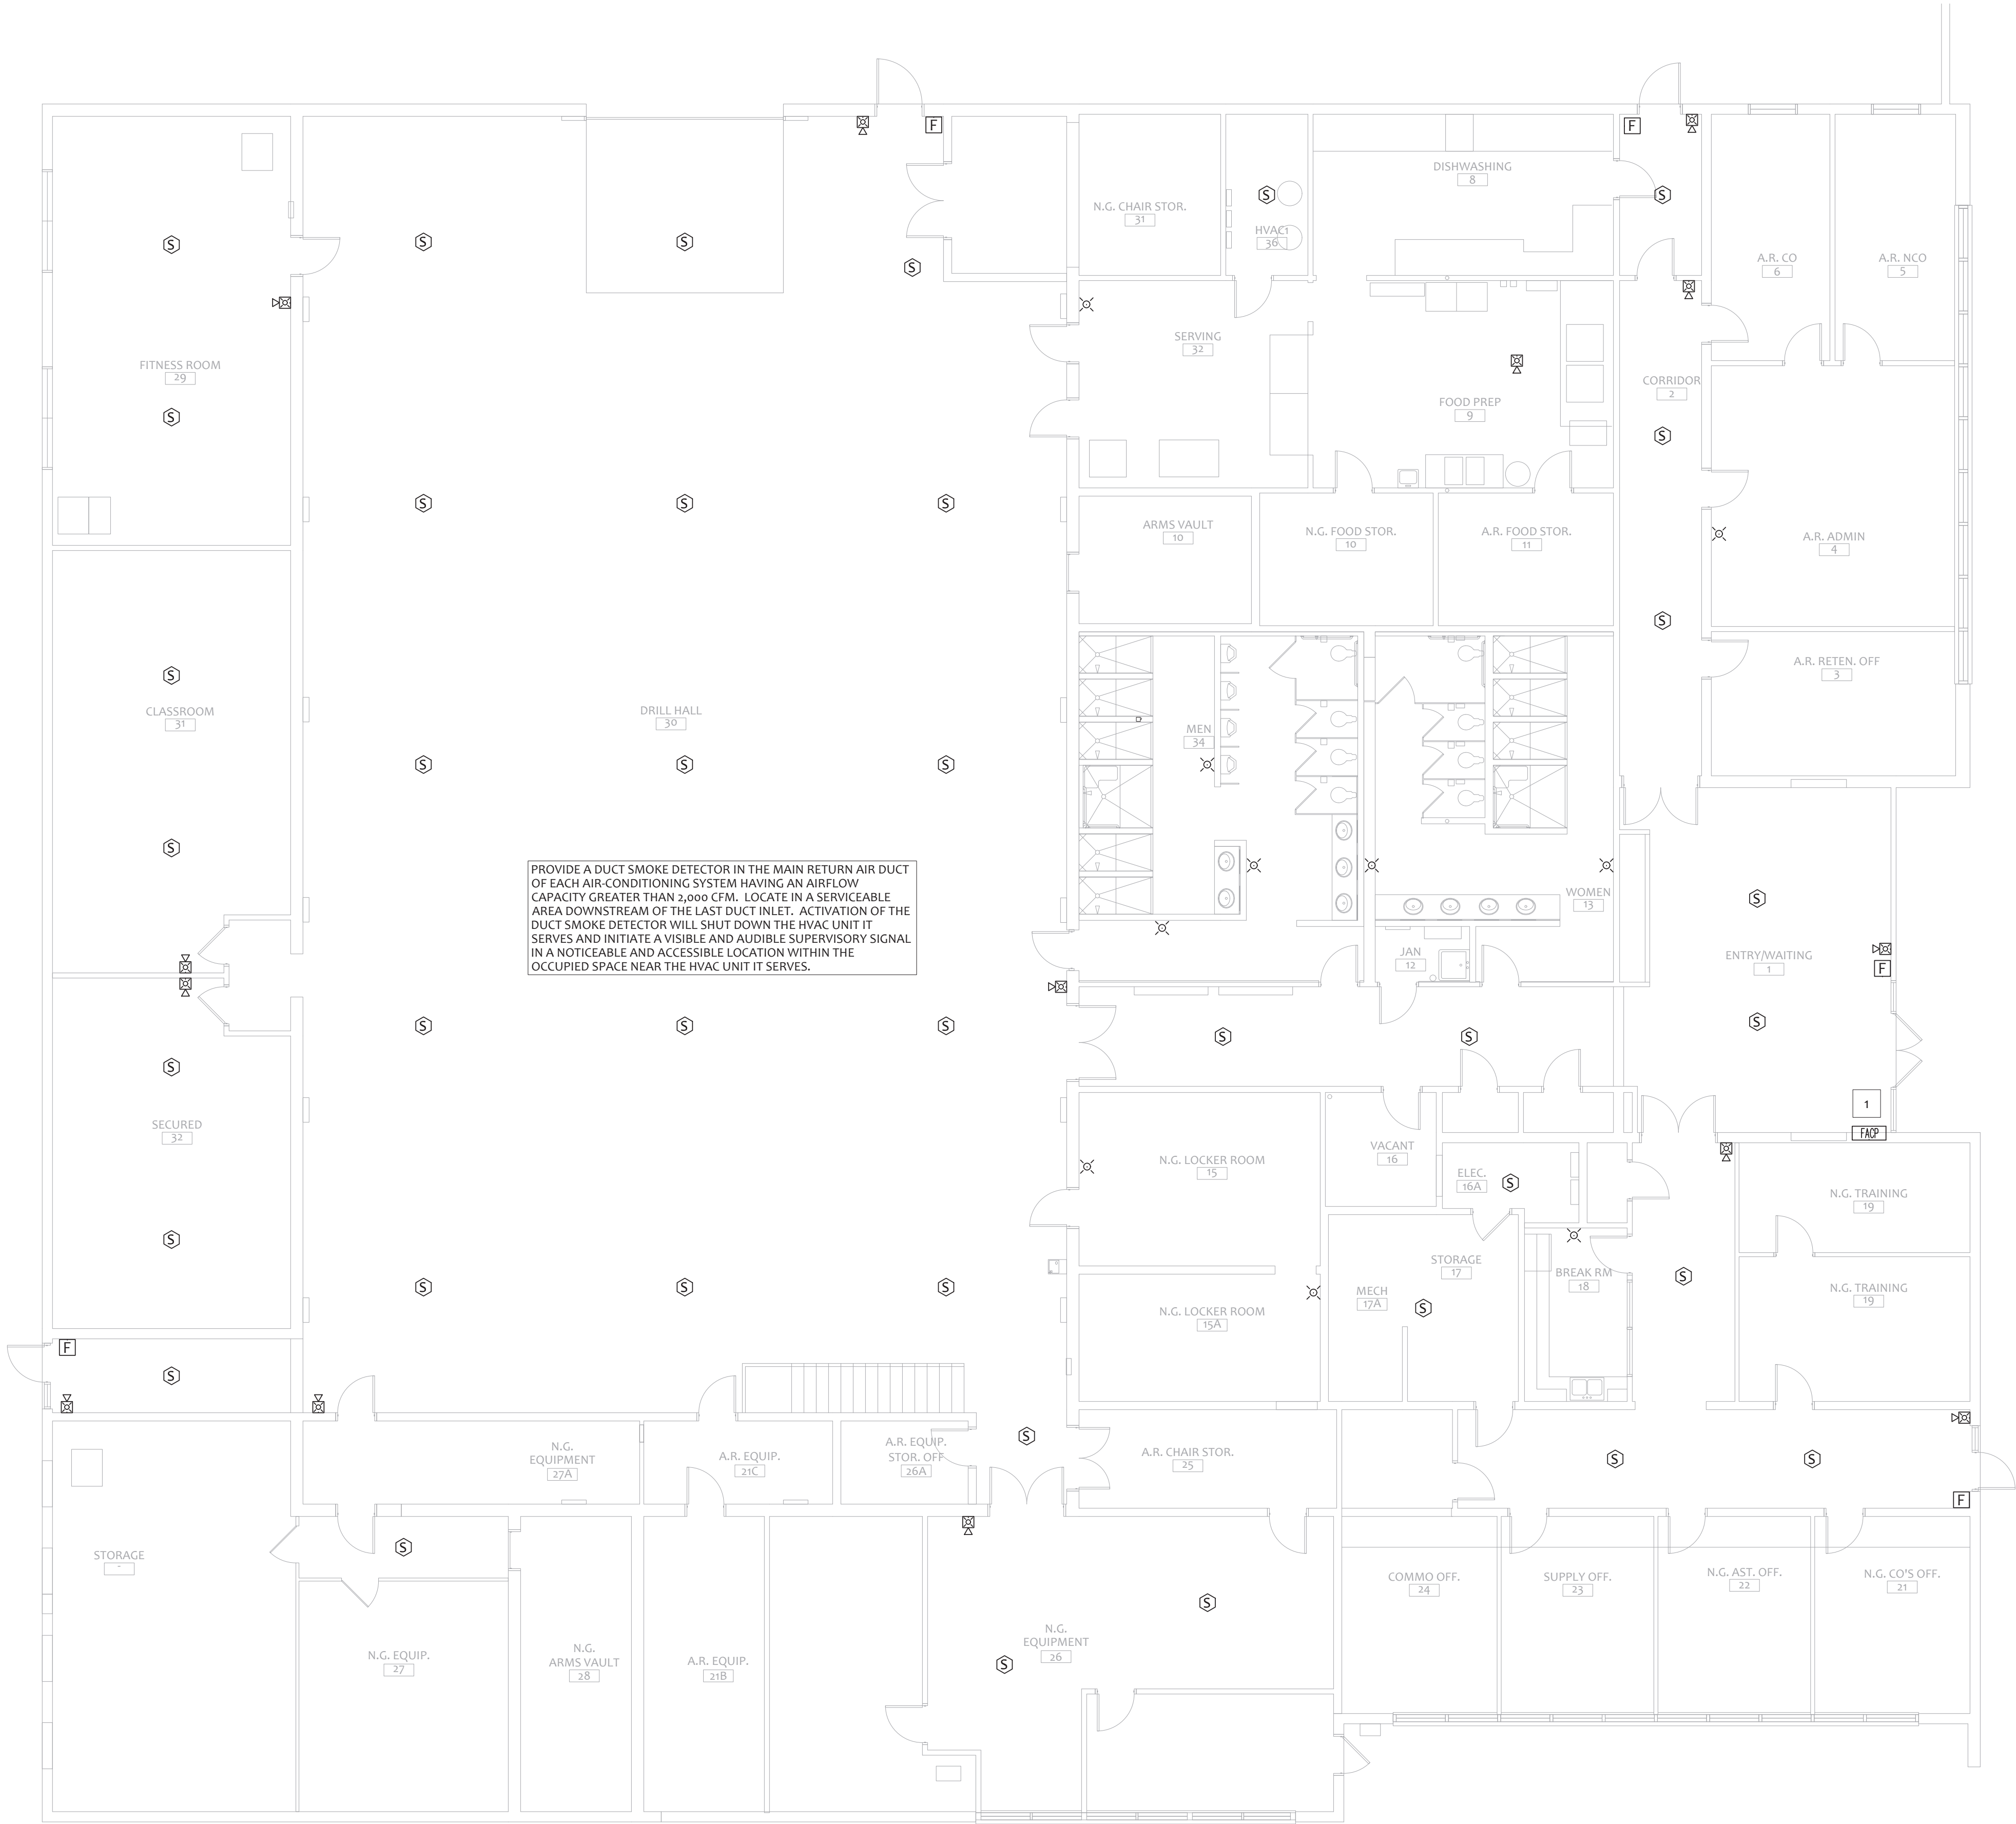 F
F
DISHWASHING
8
S
S
N.G. CHAIR STOR.
31
HVAC1
36
S
S
S
S
A.R. CO
6
A.R. NCO
5
SERVING
32
FITNESS ROOM
29
S
CORRIDOR
2
FOOD PREP
9
S
S
S
S
ARMS VAULT
10
N.G. FOOD STOR.
10
A.R. FOOD STOR.
11
A.R. ADMIN
4
S
A.R. RETEN. OFF
3
S
CLASSROOM
31
DRILL HALL
30
MEN
34
S
S
S
S
PROVIDE A DUCT SMOKE DETECTOR IN THE MAIN RETURN AIR DUCT
OF EACH AIR-CONDITIONING SYSTEM HAVING AN AIRFLOW
CAPACITY GREATER THAN 2,000 CFM. LOCATE IN A SERVICEABLE
AREA DOWNSTREAM OF THE LAST DUCT INLET. ACTIVATION OF THE
DUCT SMOKE DETECTOR WILL SHUT DOWN THE HVAC UNIT IT
SERVES AND INITIATE A VISIBLE AND AUDIBLE SUPERVISORY SIGNAL
IN A NOTICEABLE AND ACCESSIBLE LOCATION WITHIN THE
OCCUPIED SPACE NEAR THE HVAC UNIT IT SERVES.
WOMEN
13
S
JAN
12
ENTRY/WAITING
1
F
S
S
S
S
S
S
S
1
FACP
SECURED
32
N.G. LOCKER ROOM
15
VACANT
16
ELEC.
16A
S
N.G. TRAINING
19
S
S
S
S
STORAGE
17
BREAK RM
18
S
N.G. TRAINING
19
MECH
17A
S
N.G. LOCKER ROOM
15A
F
S
N.G.
EQUIPMENT
27A
A.R. EQUIP.
21C
A.R. EQUIP.
STOR. OFF
26A
S
A.R. CHAIR STOR.
25
S
S
F
STORAGE
-
S
COMMO OFF.
24
SUPPLY OFF.
23
N.G. AST. OFF.
22
N.G. CO'S OFF.
21
S
N.G. EQUIP.
27
N.G.
ARMS VAULT
28
A.R. EQUIP.
21B
S
N.G.
EQUIPMENT
26